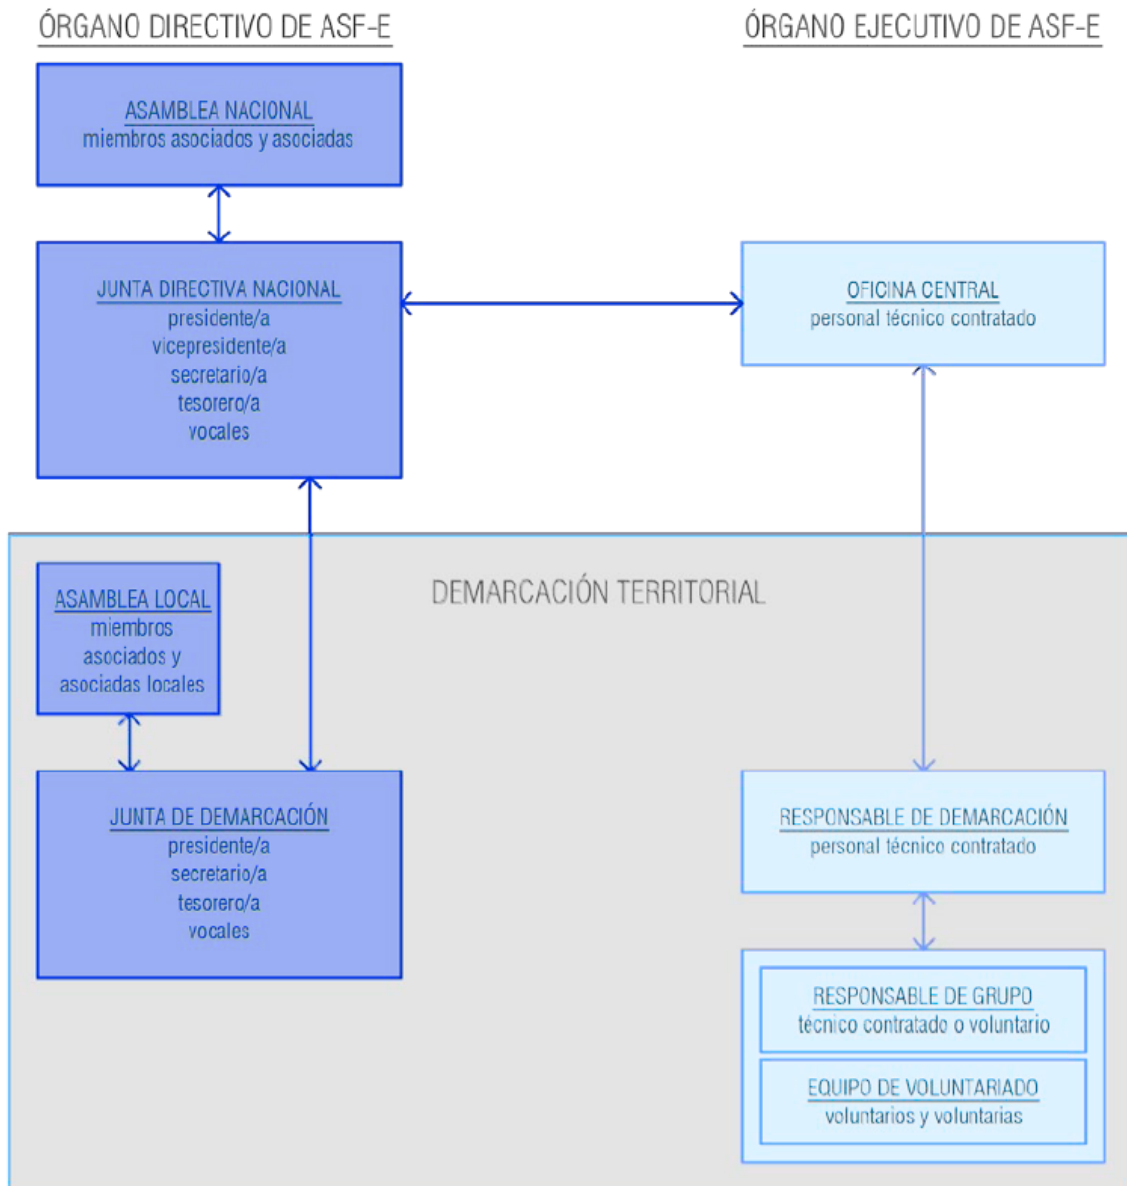 ÓRGANO DIRECTIVO DE ASF-E
ÓRGANO EJECUTIVO DE ASF-E
ASAMBLEA NACIONAL
miembros asociados y asociadas
JUNTA DIRECTIVA NACIONAL
presidente/a
vicepresidente/a
secretario/a
tesorero/a
vocales
OFICINA CENTRAL
personal técnico contratado
DEMARCACIÓN TERRITORIAL
ASAMBLEA LOCAL
miembros
asociados y
asociadas locales
JUNTA DE DEMARCACIÓN
presidente/a
secretario/a
tesorero/a
vocales
RESPONSABLE DE DEMARCACIÓN
personal técnico contratado
RESPONSABLE DE GRUPO
técnico contratado o voluntario
EQUIPO DE VOLUNTARIADO
voluntarios y voluntarias